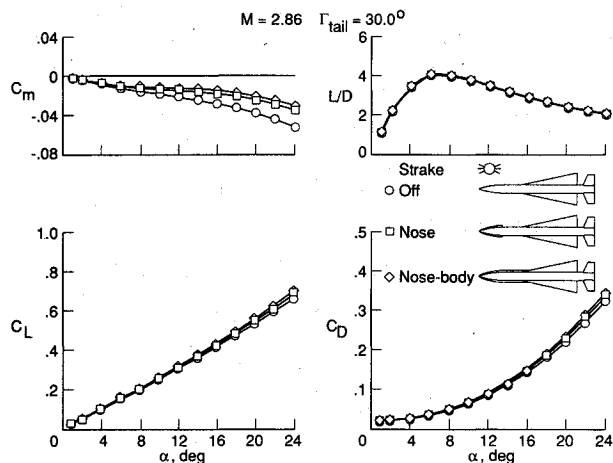 M = 2.86 Γtail = 30.0°
.04
0
-.04
-.08
Cm
6
4
2
0
L/D
Strake
Off
Nose
Nose-body
1.0
.8
.6
.4
.2
0
CL
0 4 8 12 16 20 24
α, deg
.5
.4
.3
.2
.1
0
CD
0 4 8 12 16 20 24
α, deg